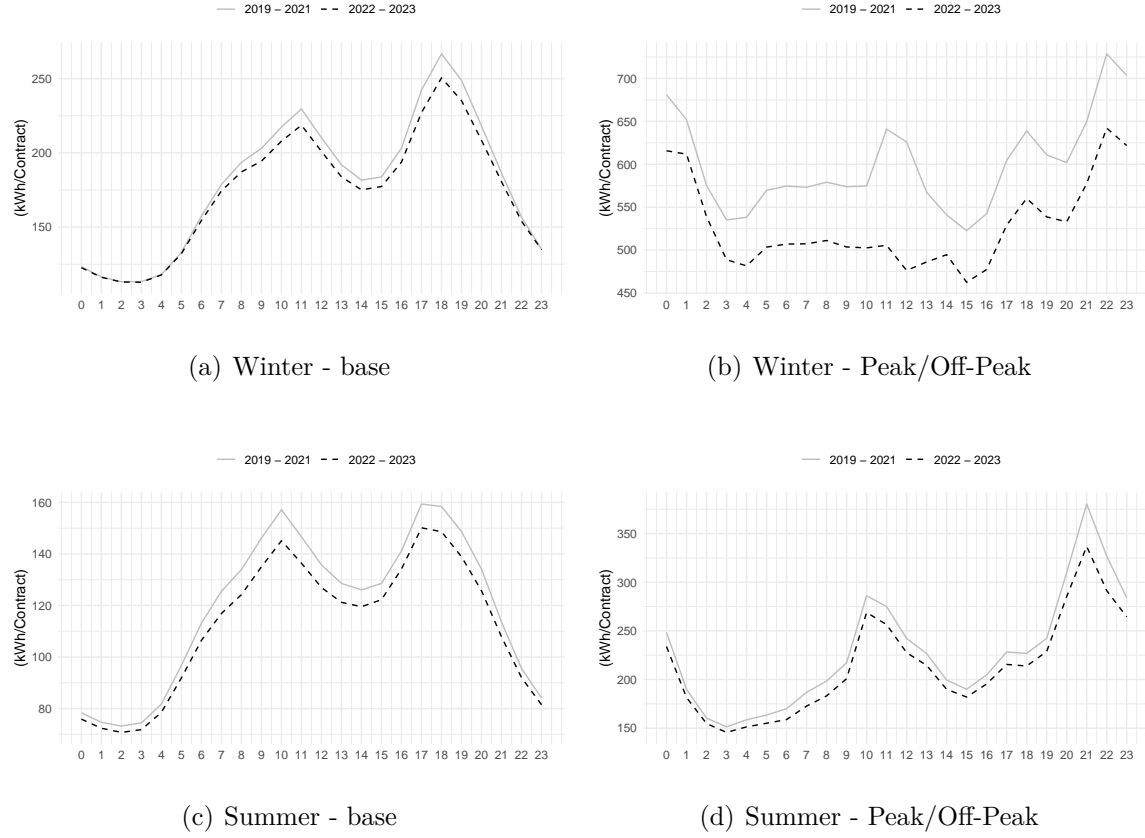 2019 – 2021 2022 – 2023
(kWh/Contract)
250
200
150
0 1 2 3 4 5 6 7 8 9 10 11 12 13 14 15 16 17 18 19 20 21 22 23
(a) Winter - base
2019 – 2021 2022 – 2023
(kWh/Contract)
700
650
600
550
500
450
0 1 2 3 4 5 6 7 8 9 10 11 12 13 14 15 16 17 18 19 20 21 22 23
(b) Winter - Peak/Off-Peak
2019 – 2021 2022 – 2023
(kWh/Contract)
160
140
120
100
80
0 1 2 3 4 5 6 7 8 9 10 11 12 13 14 15 16 17 18 19 20 21 22 23
(c) Summer - base
2019 – 2021 2022 – 2023
(kWh/Contract)
350
300
250
200
150
0 1 2 3 4 5 6 7 8 9 10 11 12 13 14 15 16 17 18 19 20 21 22 23
(d) Summer - Peak/Off-Peak